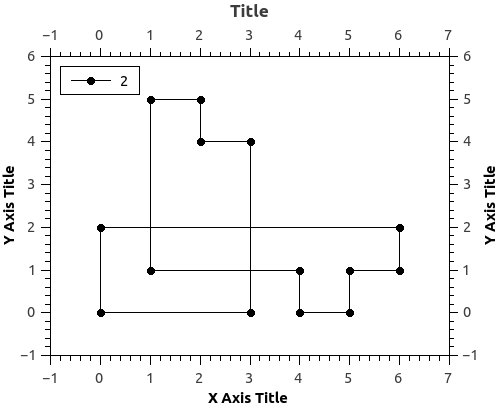 Title
−1 0 1 2 3 4 5 6 7
6 6
2
5 5
4 4
3 3
Y Axis Title Y Axis Title
2 2
1 1
0 0
−1 −1
−1 0 1 2 3 4 5 6 7
X Axis Title